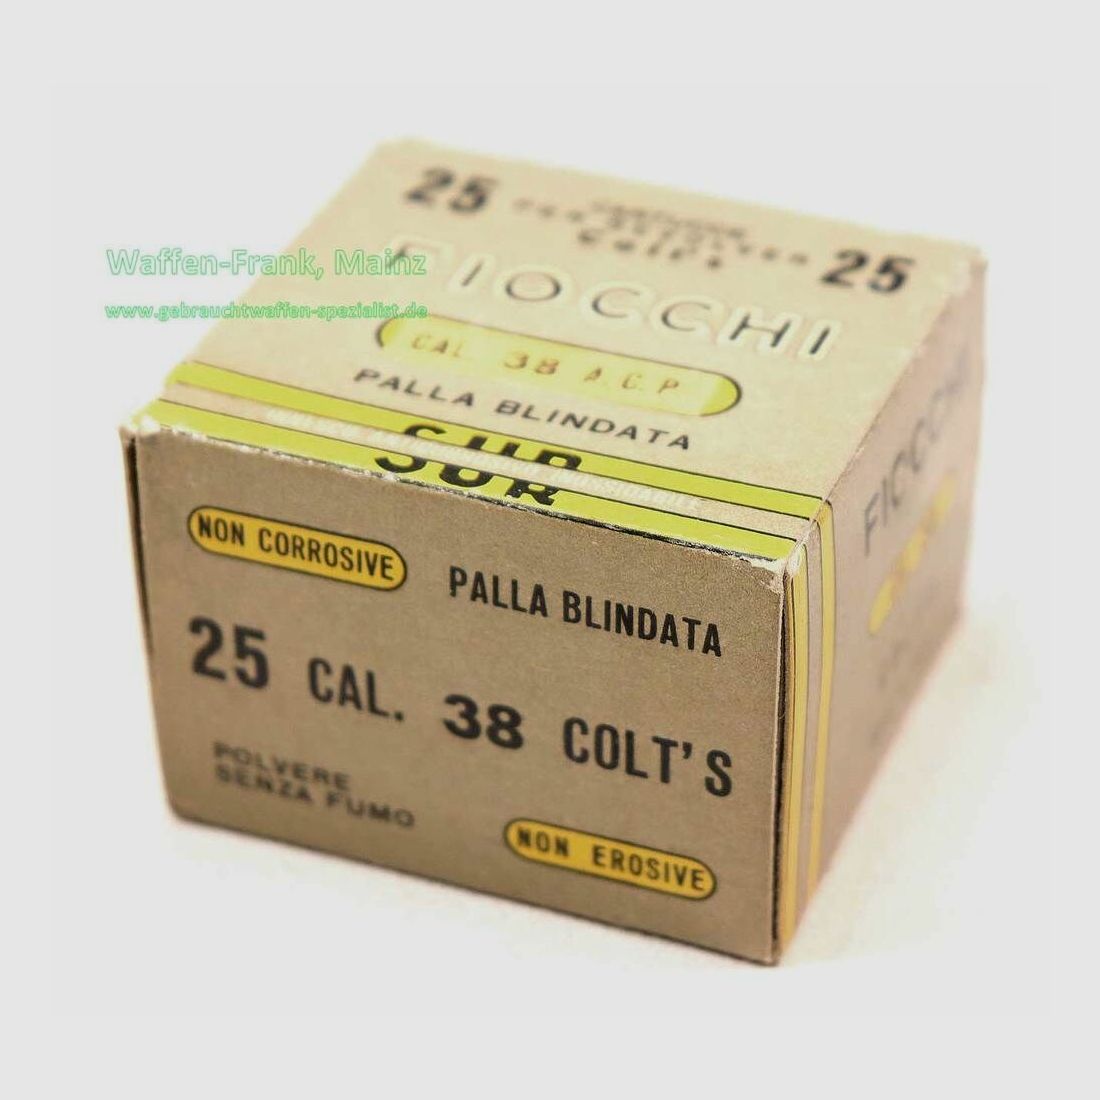 25
25
Colt's
Waffen-Frank, Mainz
www.gebrauchtwaffen-spezialist.de
FIOCCHI
CAL. 38 A.C.P.
PALLA BLINDATA
SUR
NON CORROSIVE
PALLA BLINDATA
25 CAL. 38 COLT'S
POLVERE
SENZA FUMO
NON EROSIVE
FIOCCHI